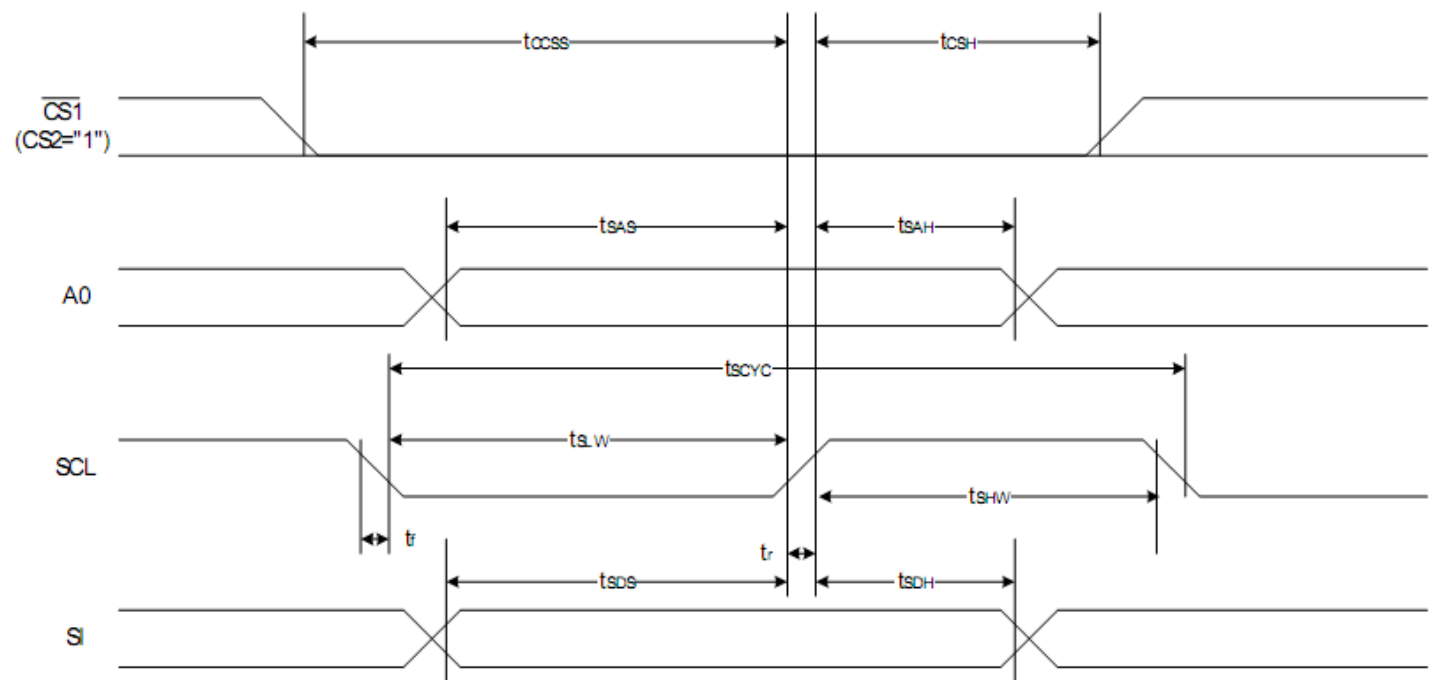 tCCSS
tCSH
CS1
(CS2="1")
tSAS
tSAH
A0
tSCYC
tSLW
SCL
tSHW
tf
tr
tSDS
tSDH
SI